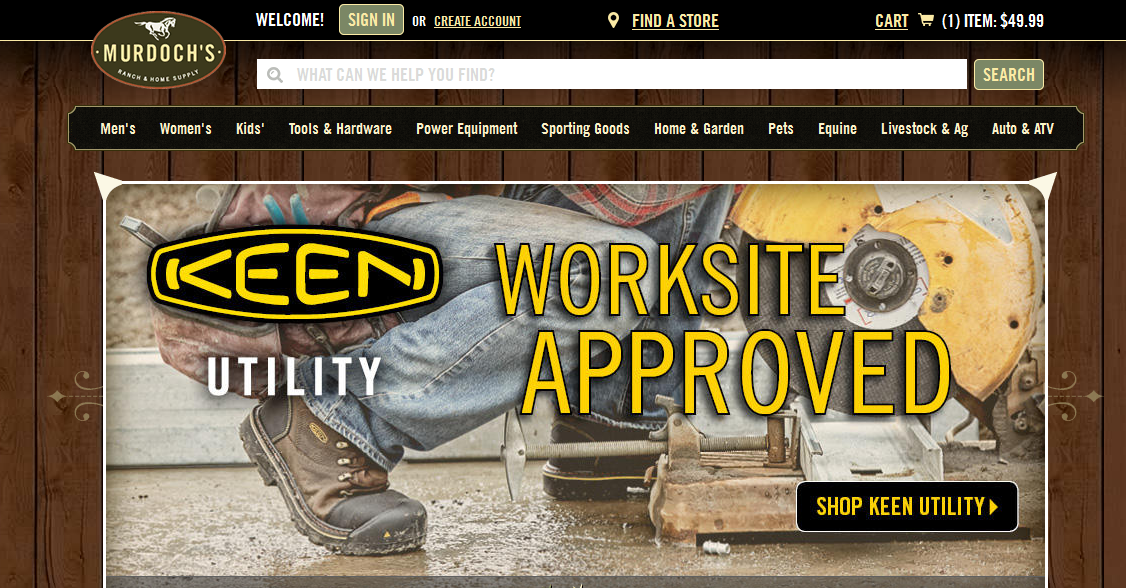 WELCOME! SIGN IN OR CREATE ACCOUNT FIND A STORE CART (1) ITEM: $49.99
MURDOCH'S
RANCH & HOME SUPPLY
WHAT CAN WE HELP YOU FIND? SEARCH
Men's Women's Kids' Tools & Hardware Power Equipment Sporting Goods Home & Garden Pets Equine Livestock & Ag Auto & ATV
KEEN
UTILITY
WORKSITE
APPROVED
SHOP KEEN UTILITY